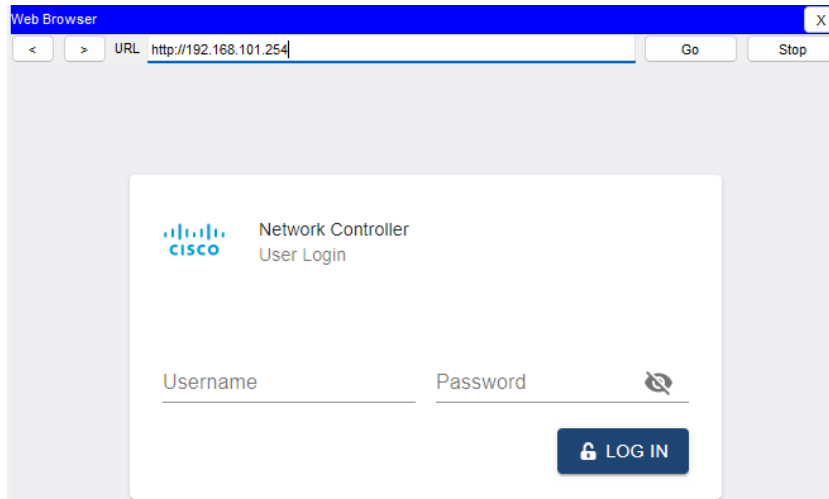 Web Browser X
< > URL http://192.168.101.254 Go Stop
CISCO
Network Controller
User Login
Username Password
LOG IN